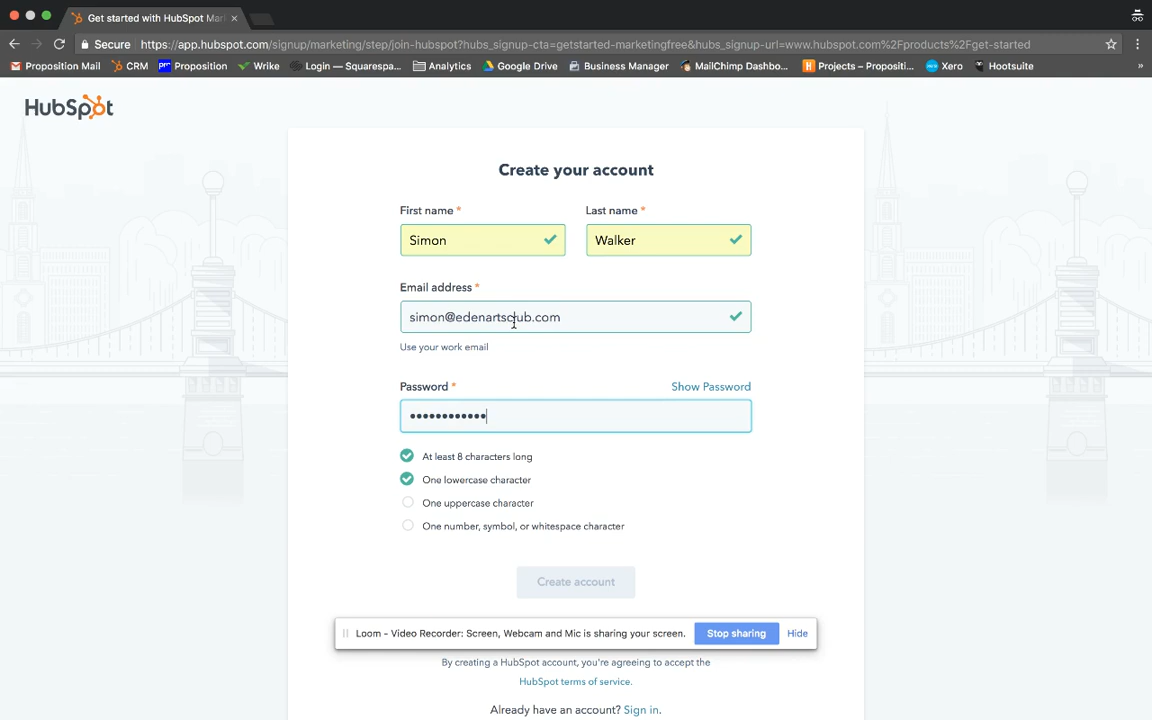 Get started with HubSpot Mar
Secure https://app.hubspot.com/signup/marketing/step/join-hubspot?hubs_signup-cta=getstarted-marketingfree&hubs_signup-url=www.hubspot.com%2Fproducts%2Fget-started
Proposition Mail CRM Proposition Wrike Login — Squarespa... Analytics Google Drive Business Manager MailChimp Dashbo... Projects – Propositi... Xero Hootsuite »
HubSpot
Create your account
First name * Last name *
Simon Walker
Email address *
simon@edenartsclub.com
Use your work email
Password * Show Password
••••••••••••
At least 8 characters long
One lowercase character
One uppercase character
One number, symbol, or whitespace character
Create account
Loom - Video Recorder: Screen, Webcam and Mic is sharing your screen. Stop sharing Hide
By creating a HubSpot account, you're agreeing to accept the
HubSpot terms of service.
Already have an account? Sign in.